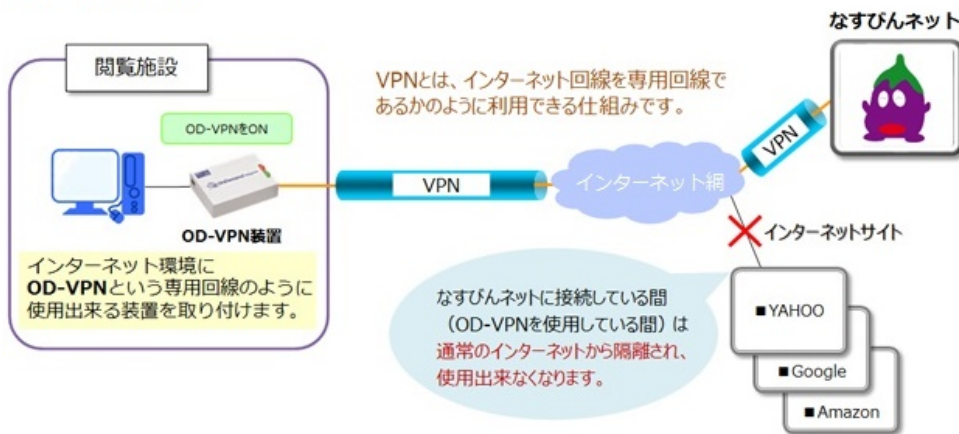 なすびんネット
閲覧施設
VPNとは、インターネット回線を専用回線で
あるかのように利用できる仕組みです。
OD-VPNをON
VPN
VPN
インターネット網
OD-VPN装置
インターネットサイト
インターネット環境に
OD-VPNという専用回線のように
使用出来る装置を取り付けます。
なすびんネットに接続している間
（OD-VPNを使用している間）は
通常のインターネットから隔離され、
使用出来なくなります。
■YAHOO
■Google
■Amazon